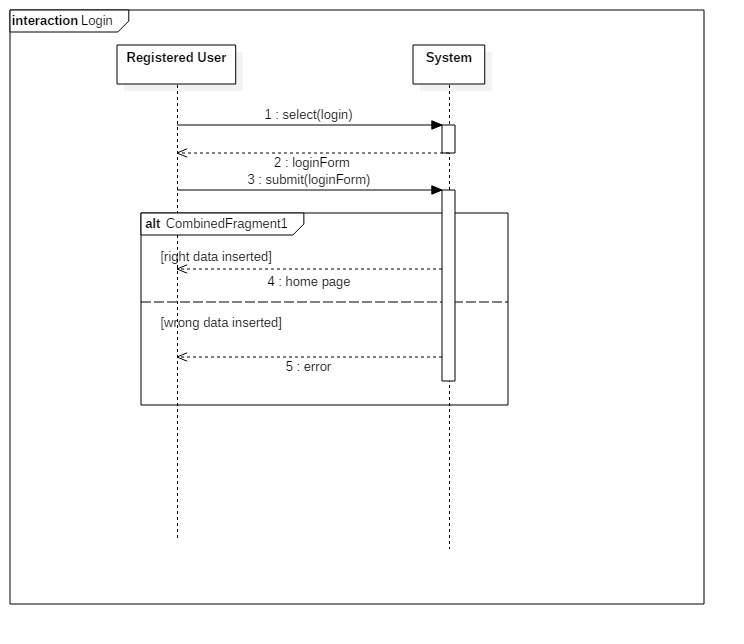 interaction Login
Registered User
System
1 : select(login)
2 : loginForm
3 : submit(loginForm)
alt CombinedFragment1
[right data inserted]
4 : home page
[wrong data inserted]
5 : error